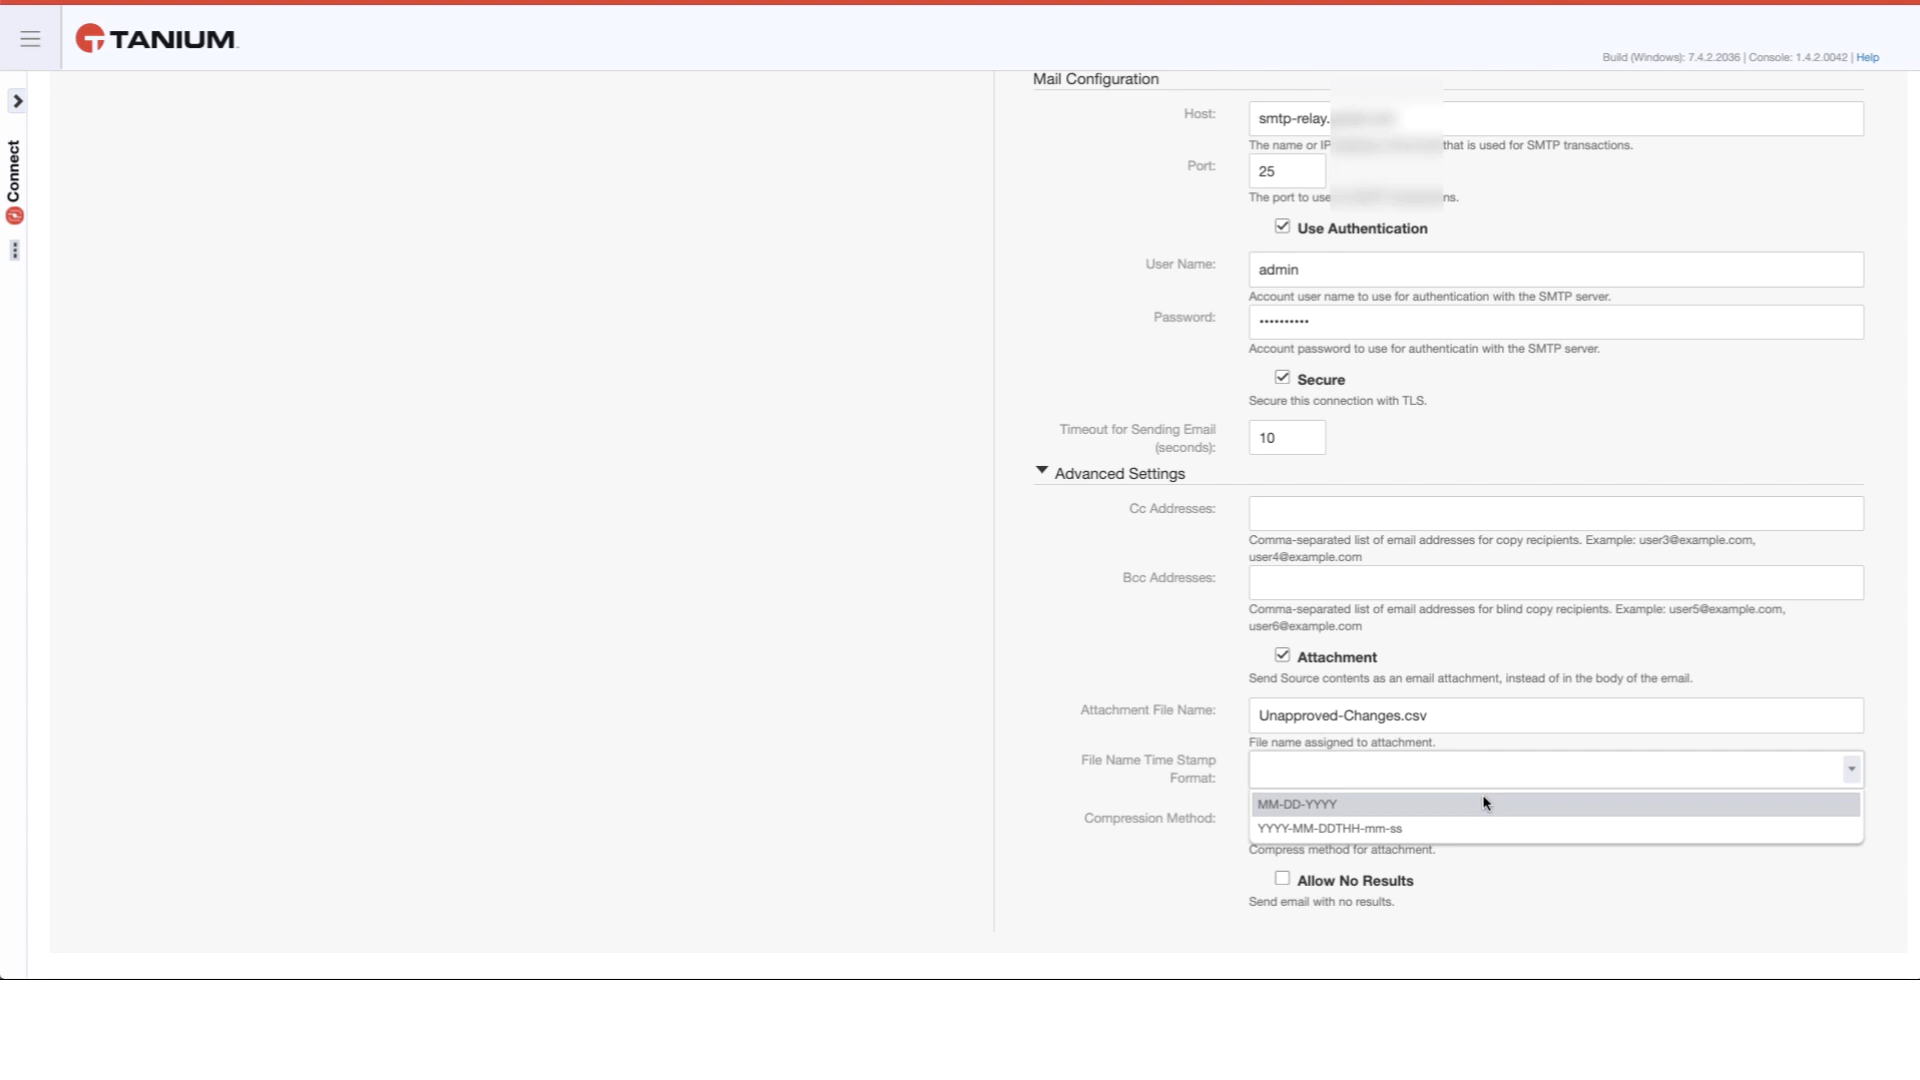 TANIUM
Build (Windows): 7.4.2.2036 | Console: 1.4.2.0042 | Help
Connect
Mail Configuration
Host:
smtp-relay.
The name or IP that is used for SMTP transactions.
Port:
25
The port to use ns.
Use Authentication
User Name:
admin
Account user name to use for authentication with the SMTP server.
Password:
••••••••••
Account password to use for authenticatin with the SMTP server.
Secure
Secure this connection with TLS.
Timeout for Sending Email
(seconds):
10
Advanced Settings
Cc Addresses:
Comma-separated list of email addresses for copy recipients. Example: user3@example.com,
user4@example.com
Bcc Addresses:
Comma-separated list of email addresses for blind copy recipients. Example: user5@example.com,
user6@example.com
Attachment
Send Source contents as an email attachment, instead of in the body of the email.
Attachment File Name:
Unapproved-Changes.csv
File name assigned to attachment.
File Name Time Stamp
Format:
MM-DD-YYYY
YYYY-MM-DDTHH-mm-ss
Compression Method:
Compress method for attachment.
Allow No Results
Send email with no results.